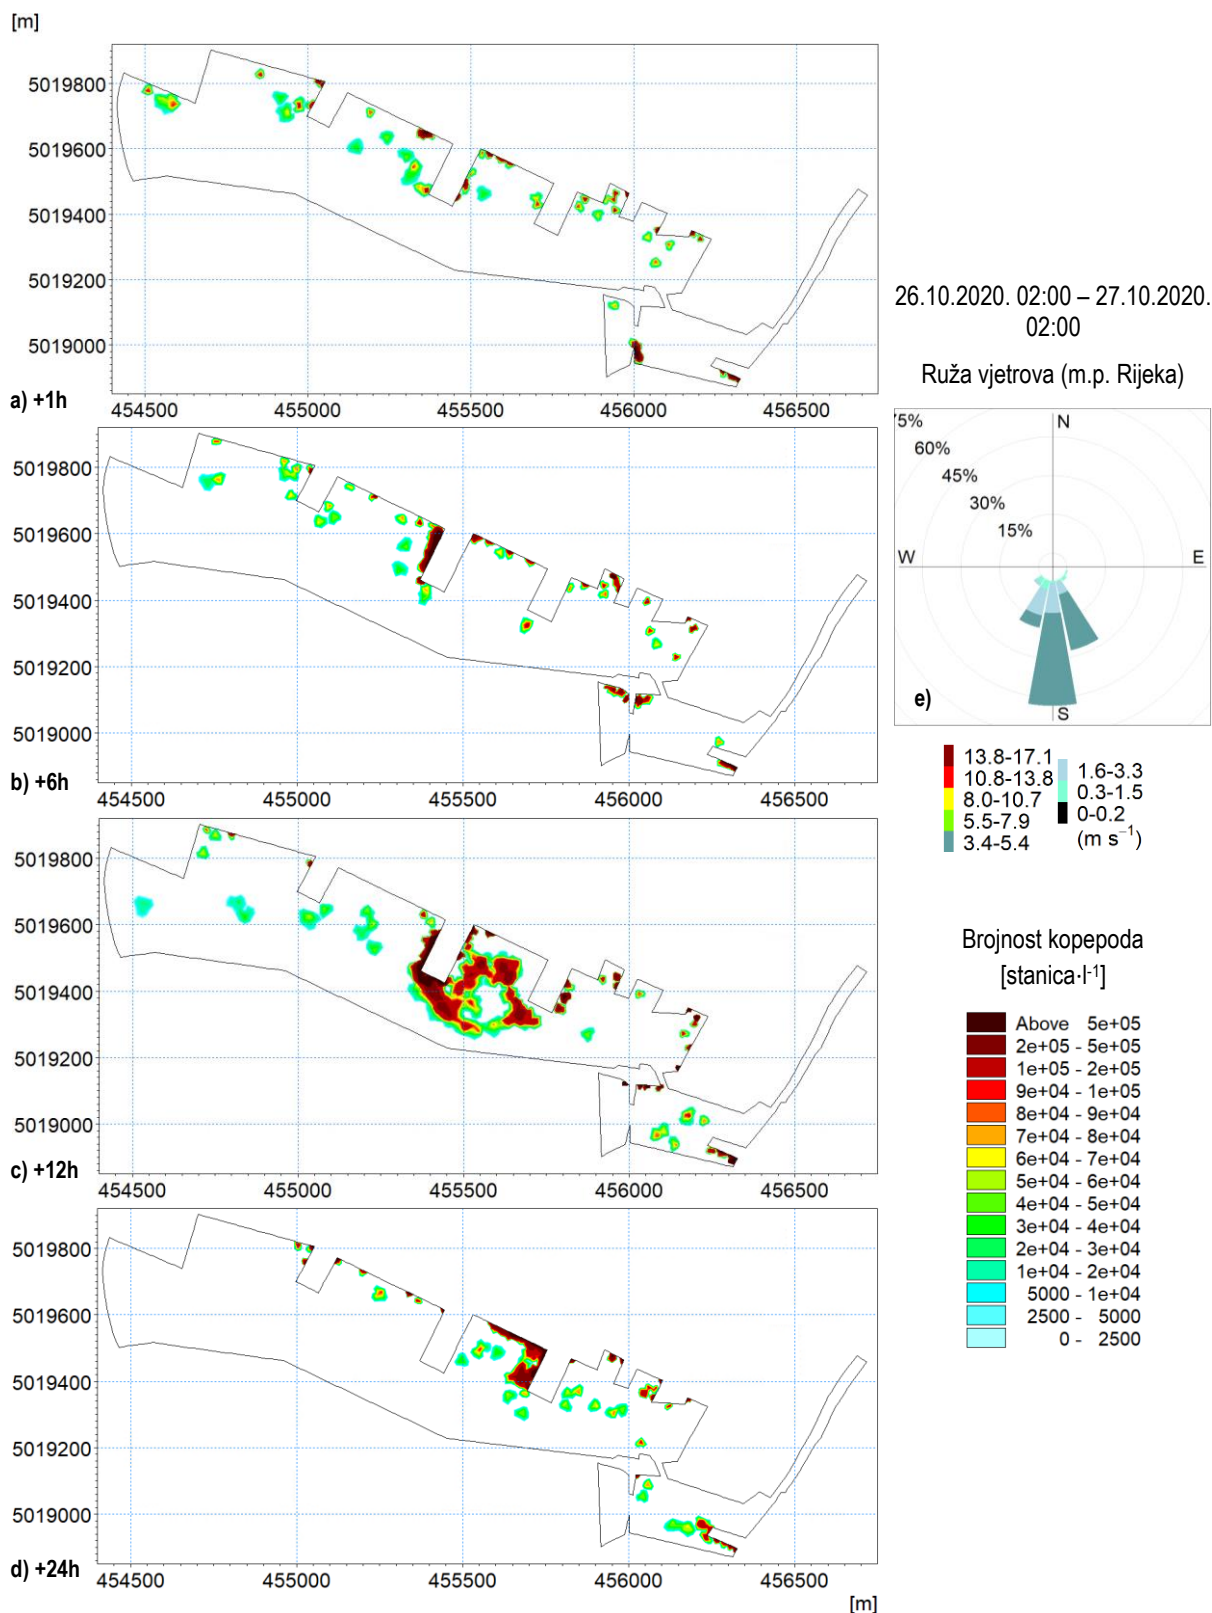 [m]
5019800
5019600
5019400
5019200
5019000
a) +1h
454500 455000 455500 456000 456500
5019800
5019600
5019400
5019200
5019000
b) +6h
454500 455000 455500 456000 456500
5019800
5019600
5019400
5019200
5019000
c) +12h
454500 455000 455500 456000 456500
5019800
5019600
5019400
5019200
5019000
d) +24h
454500 455000 455500 456000 456500
[m]
26.10.2020. 02:00 – 27.10.2020.
02:00
Ruža vjetrova (m.p. Rijeka)
75%
60%
45%
30%
15%
N
W
E
S
e)
13.8-17.1
10.8-13.8
8.0-10.7
5.5-7.9
3.4-5.4
1.6-3.3
0.3-1.5
0-0.2
(m s⁻¹)
Brojnost kopepoda
[stanica·l⁻¹]
Above 5e+05
2e+05 - 5e+05
1e+05 - 2e+05
9e+04 - 1e+05
8e+04 - 9e+04
7e+04 - 8e+04
6e+04 - 7e+04
5e+04 - 6e+04
4e+04 - 5e+04
3e+04 - 4e+04
2e+04 - 3e+04
1e+04 - 2e+04
5000 - 1e+04
2500 - 5000
0 - 2500